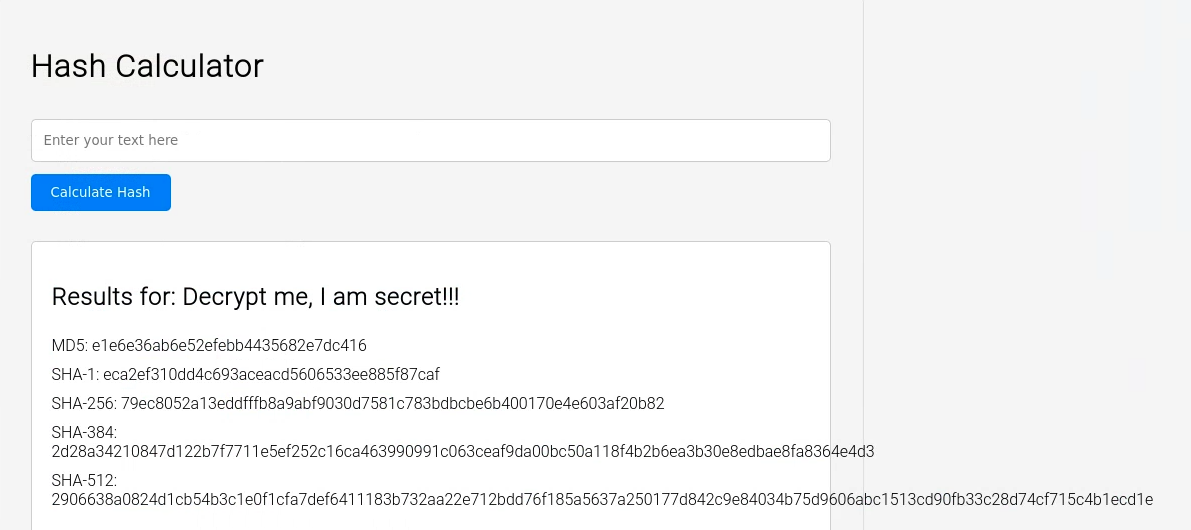 Hash Calculator
Enter your text here
Calculate Hash
Results for: Decrypt me, I am secret!!!
MD5: e1e6e36ab6e52efebb4435682e7dc416
SHA-1: eca2ef310dd4c693aceacd5606533ee885f87caf
SHA-256: 79ec8052a13eddfffb8a9abf9030d7581c783bdbcbe6b400170e4e603af20b82
SHA-384:
2d28a34210847d122b7f7711e5ef252c16ca463990991c063ceaf9da00bc50a118f4b2b6ea3b30e8edbae8fa8364e4d3
SHA-512:
2906638a0824d1cb54b3c1e0f1cfa7def6411183b732aa22e712bdd76f185a5637a250177d842c9e84034b75d9606abc1513cd90fb33c28d74cf715c4b1ecd1e